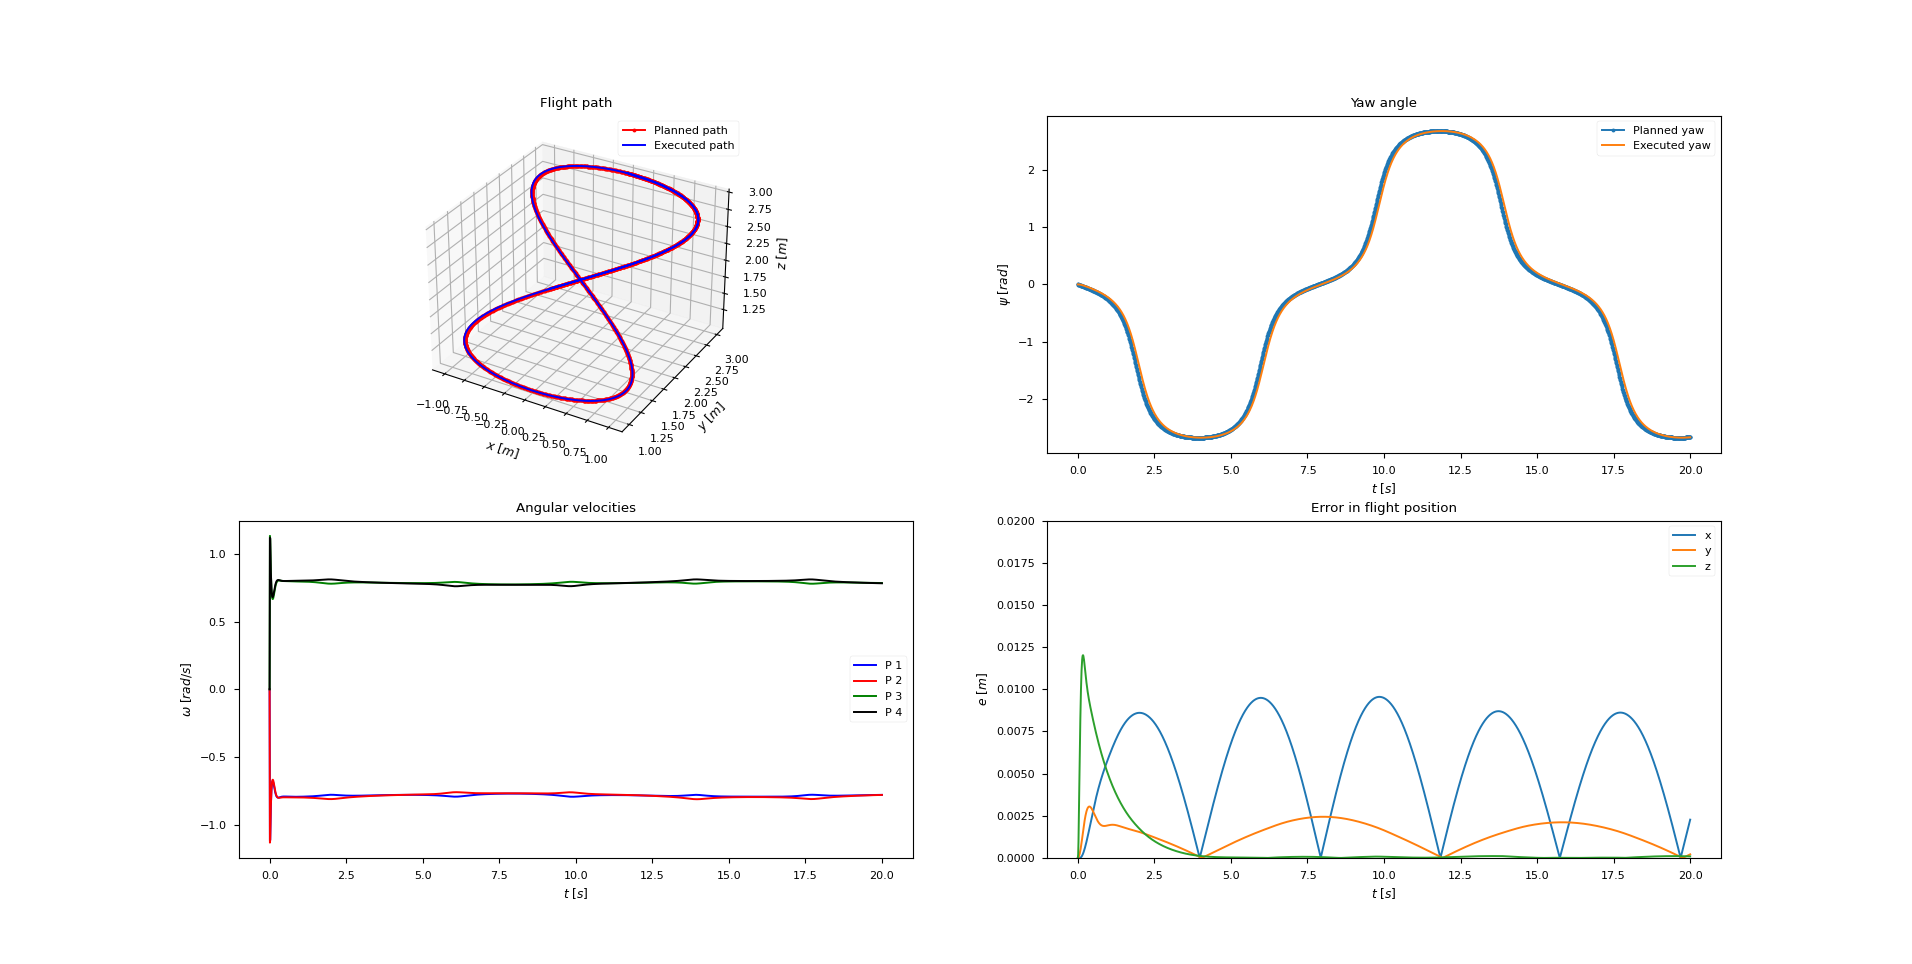 Flight path
Planned path
Executed path
3.00
2.75
2.50
2.25
2.00
1.75
1.50
1.25
z [m]
−1.00
−0.75
−0.50
−0.25
0.00
0.25
0.50
0.75
1.00
x [m]
1.00
1.25
1.50
1.75
2.00
2.25
2.50
2.75
3.00
y [m]
Yaw angle
Planned yaw
Executed yaw
2
1
0
−1
−2
ψ [rad]
0.0 2.5 5.0 7.5 10.0 12.5 15.0 17.5 20.0
t [s]
Angular velocities
1.0
0.5
0.0
−0.5
−1.0
ω [rad/s]
P 1
P 2
P 3
P 4
0.0 2.5 5.0 7.5 10.0 12.5 15.0 17.5 20.0
t [s]
Error in flight position
0.0200
0.0175
0.0150
0.0125
0.0100
0.0075
0.0050
0.0025
0.0000
e [m]
x
y
z
0.0 2.5 5.0 7.5 10.0 12.5 15.0 17.5 20.0
t [s]